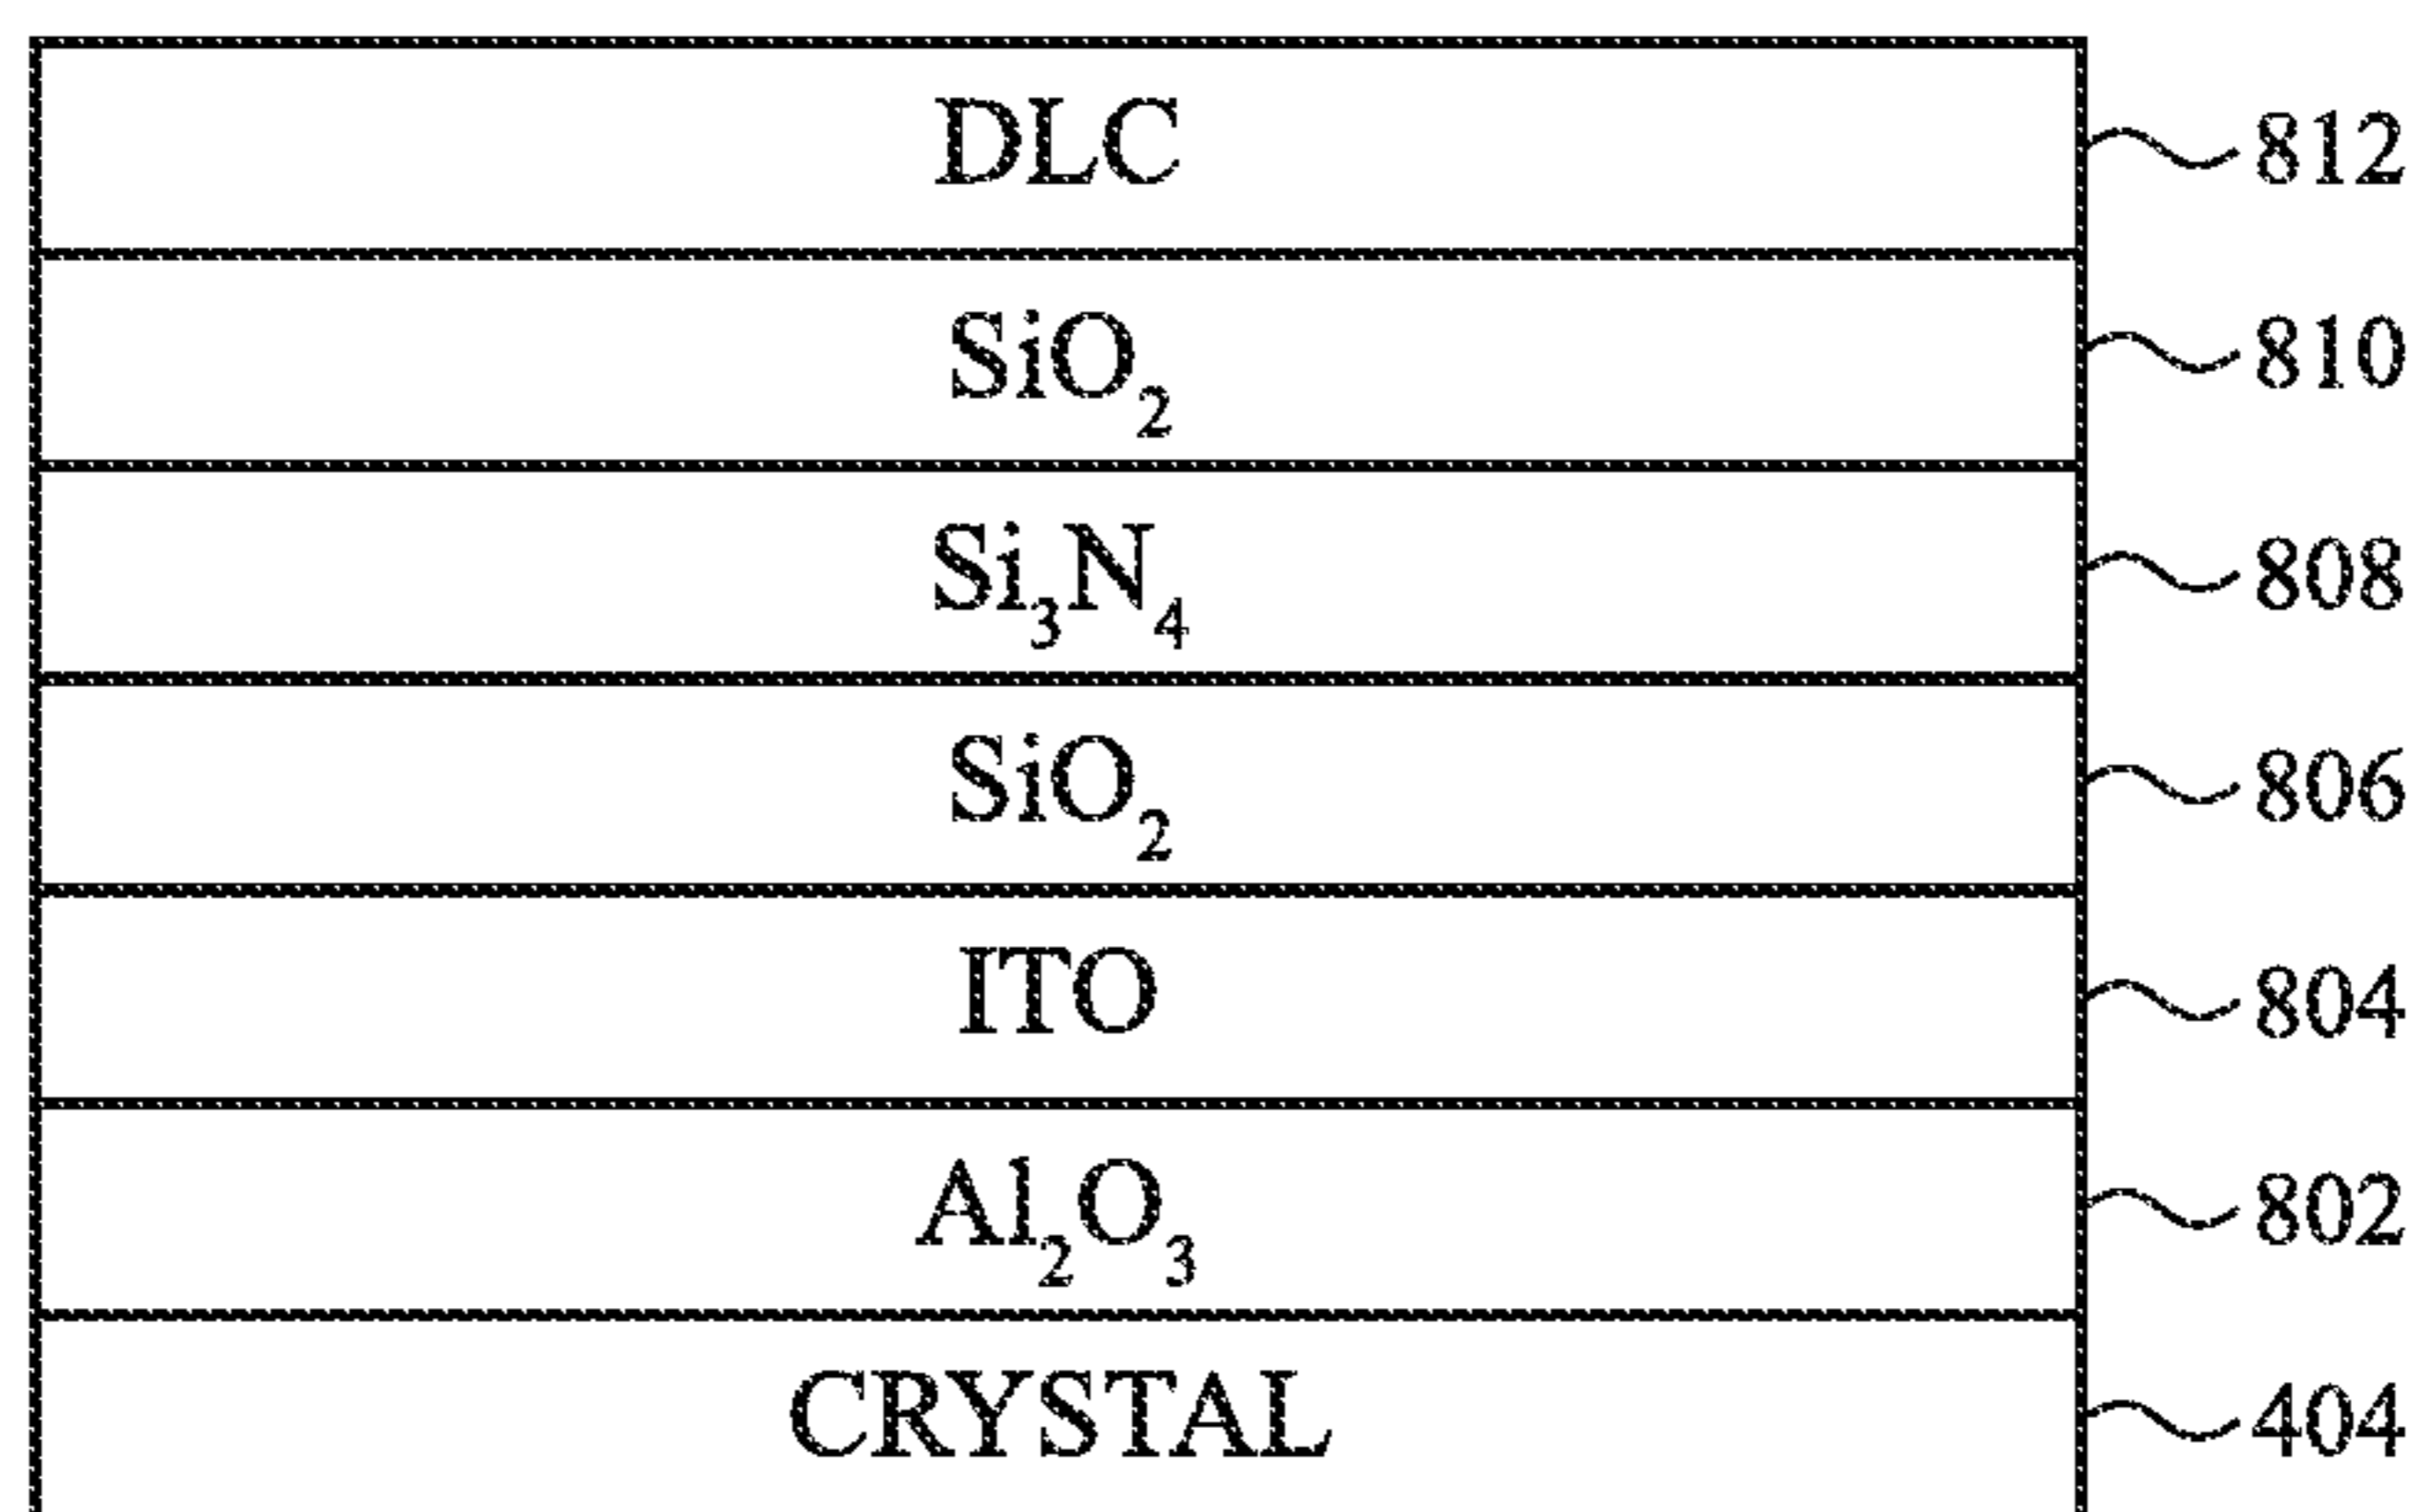 DLC 812
SiO₂ 810
Si₃N₄ 808
SiO₂ 806
ITO 804
Al₂O₃ 802
CRYSTAL 404